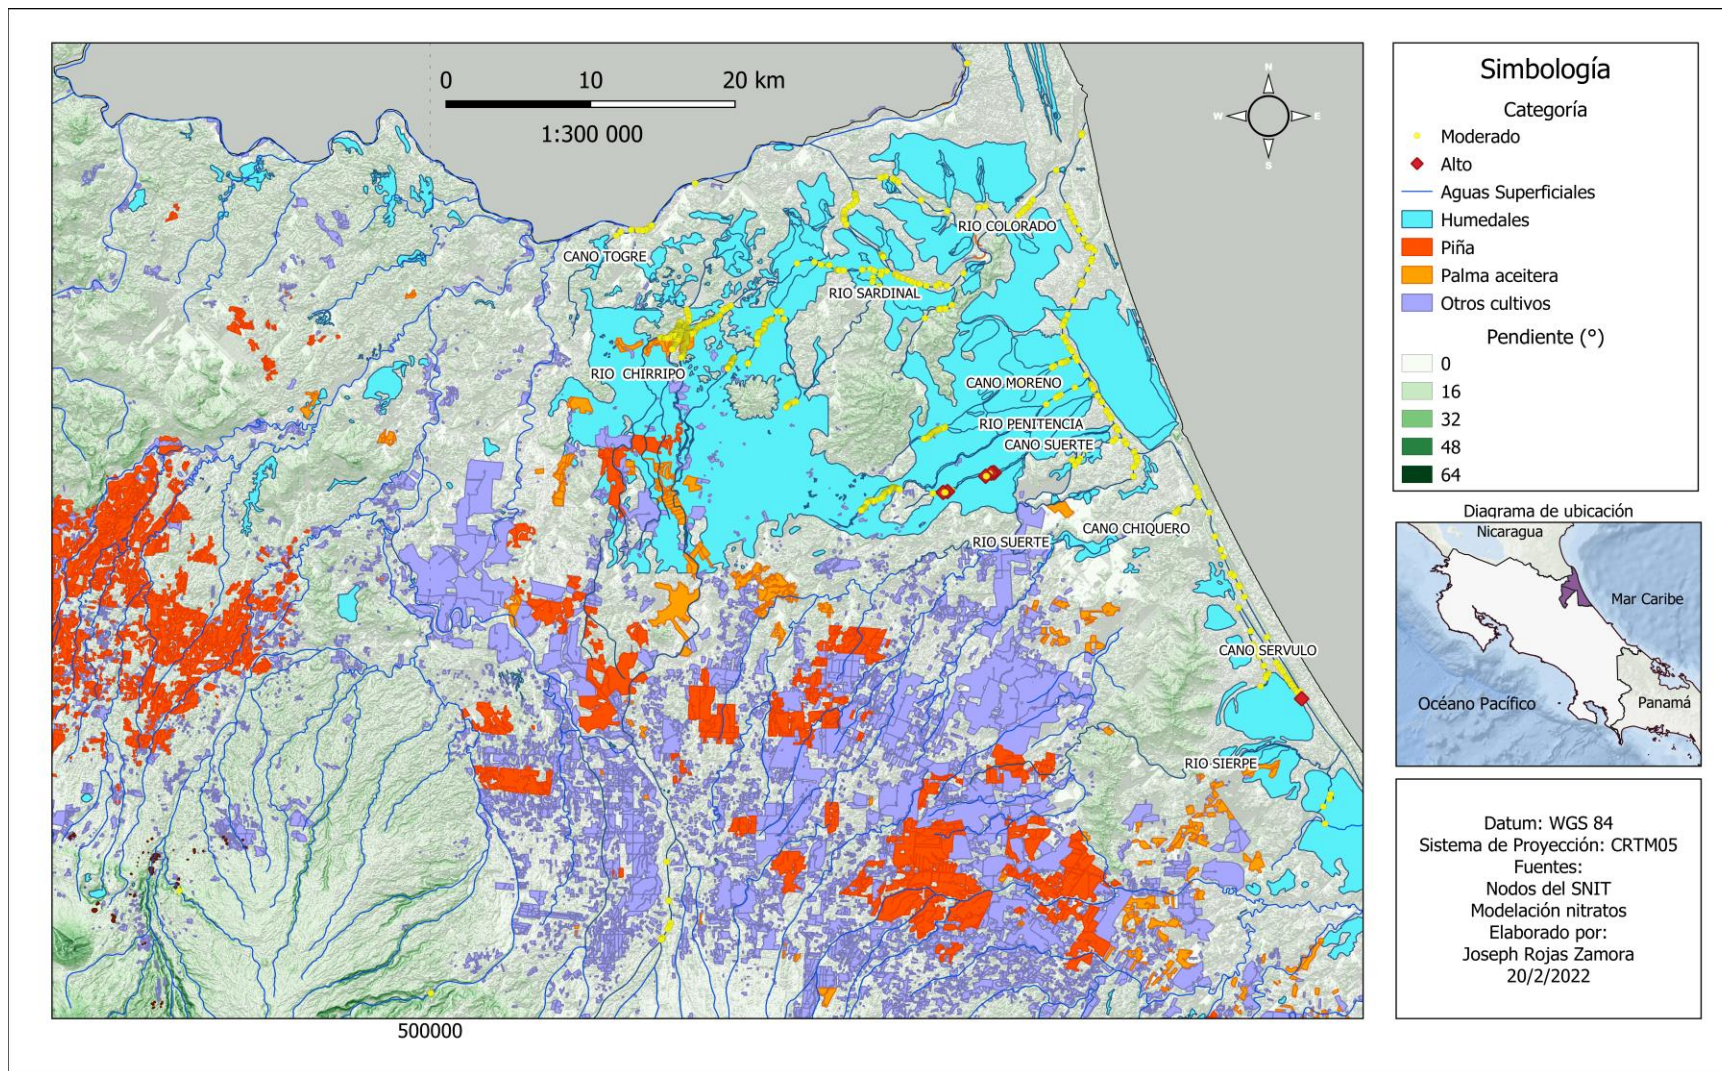 0 10 20 km
1:300 000
N
W E
S
RIO COLORADO
CANO TOGRE
RIO SARDINAL
RIO CHIRRIPO
CANO MORENO
RIO PENITENCIA
CANO SUERTE
CANO CHIQUERO
RIO SUERTE
CANO SERVULO
RIO SIERPE
500000
Simbología
Categoría
Moderado
Alto
Aguas Superficiales
Humedales
Piña
Palma aceitera
Otros cultivos
Pendiente (°)
0
16
32
48
64
Diagrama de ubicación
Nicaragua
Mar Caribe
Océano Pacífico
Panamá
Datum: WGS 84
Sistema de Proyección: CRTM05
Fuentes:
Nodos del SNIT
Modelación nitratos
Elaborado por:
Joseph Rojas Zamora
20/2/2022